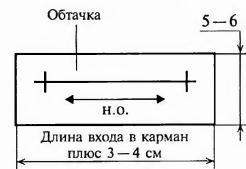 Обтачка
5—6
н.о.
Длина входа в карман
плюс 3—4 см